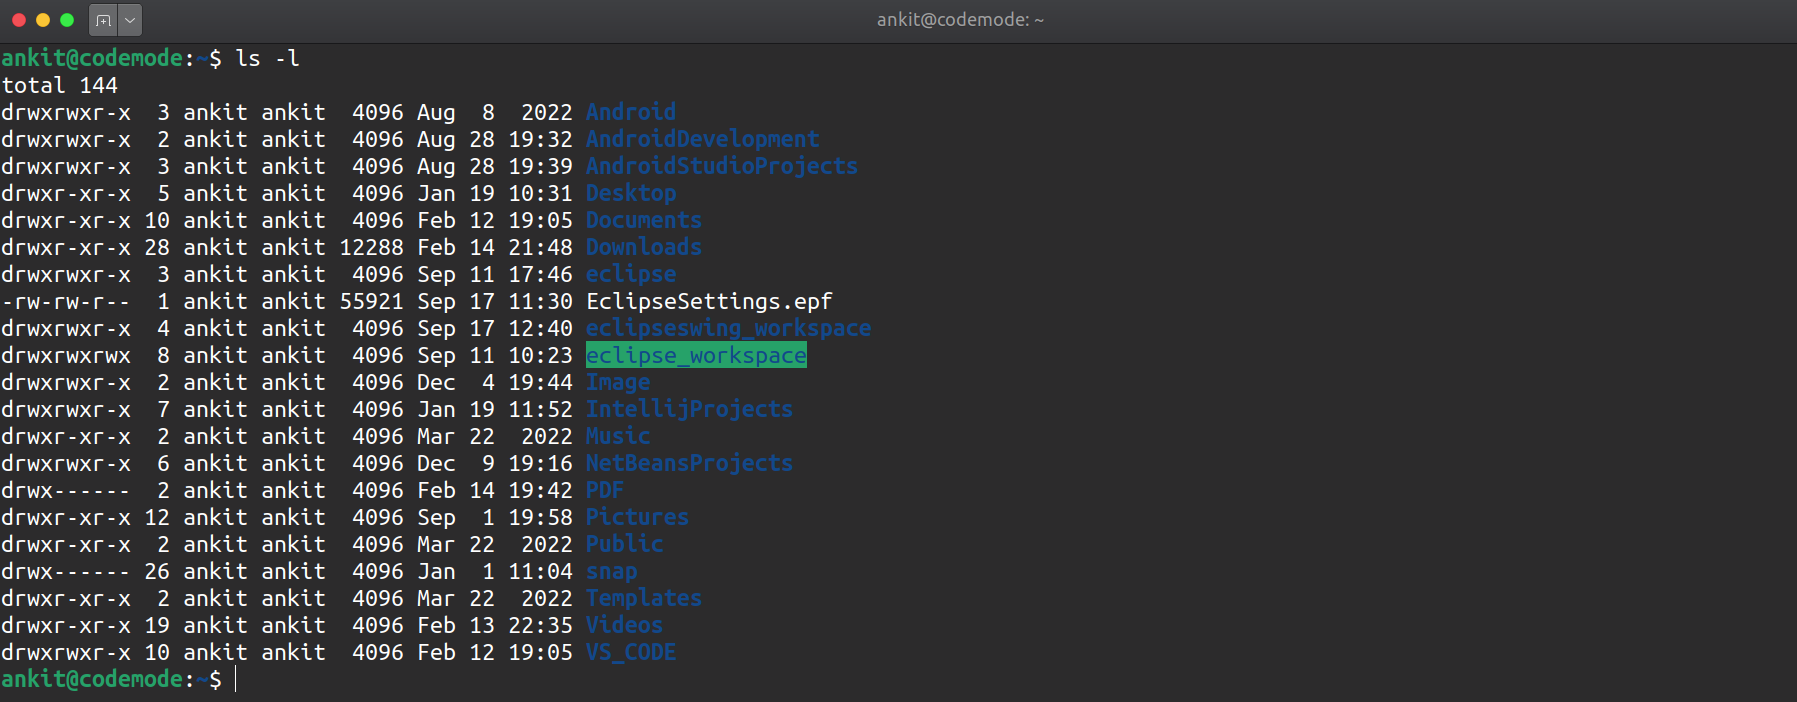 ankit@codemode: ~
ankit@codemode:~$ ls -l
total 144
drwxrwxr-x  3 ankit ankit  4096 Aug  8  2022 Android
drwxrwxr-x  2 ankit ankit  4096 Aug 28 19:32 AndroidDevelopment
drwxrwxr-x  3 ankit ankit  4096 Aug 28 19:39 AndroidStudioProjects
drwxr-xr-x  5 ankit ankit  4096 Jan 19 10:31 Desktop
drwxr-xr-x 10 ankit ankit  4096 Feb 12 19:05 Documents
drwxr-xr-x 28 ankit ankit 12288 Feb 14 21:48 Downloads
drwxrwxr-x  3 ankit ankit  4096 Sep 11 17:46 eclipse
-rw-rw-r--  1 ankit ankit 55921 Sep 17 11:30 EclipseSettings.epf
drwxrwxr-x  4 ankit ankit  4096 Sep 17 12:40 eclipseswing_workspace
drwxrwxrwx  8 ankit ankit  4096 Sep 11 10:23 eclipse_workspace
drwxrwxr-x  2 ankit ankit  4096 Dec  4 19:44 Image
drwxrwxr-x  7 ankit ankit  4096 Jan 19 11:52 IntellijProjects
drwxr-xr-x  2 ankit ankit  4096 Mar 22  2022 Music
drwxrwxr-x  6 ankit ankit  4096 Dec  9 19:16 NetBeansProjects
drwx------  2 ankit ankit  4096 Feb 14 19:42 PDF
drwxr-xr-x 12 ankit ankit  4096 Sep  1 19:58 Pictures
drwxr-xr-x  2 ankit ankit  4096 Mar 22  2022 Public
drwx------ 26 ankit ankit  4096 Jan  1 11:04 snap
drwxr-xr-x  2 ankit ankit  4096 Mar 22  2022 Templates
drwxr-xr-x 19 ankit ankit  4096 Feb 13 22:35 Videos
drwxrwxr-x 10 ankit ankit  4096 Feb 12 19:05 VS_CODE
ankit@codemode:~$